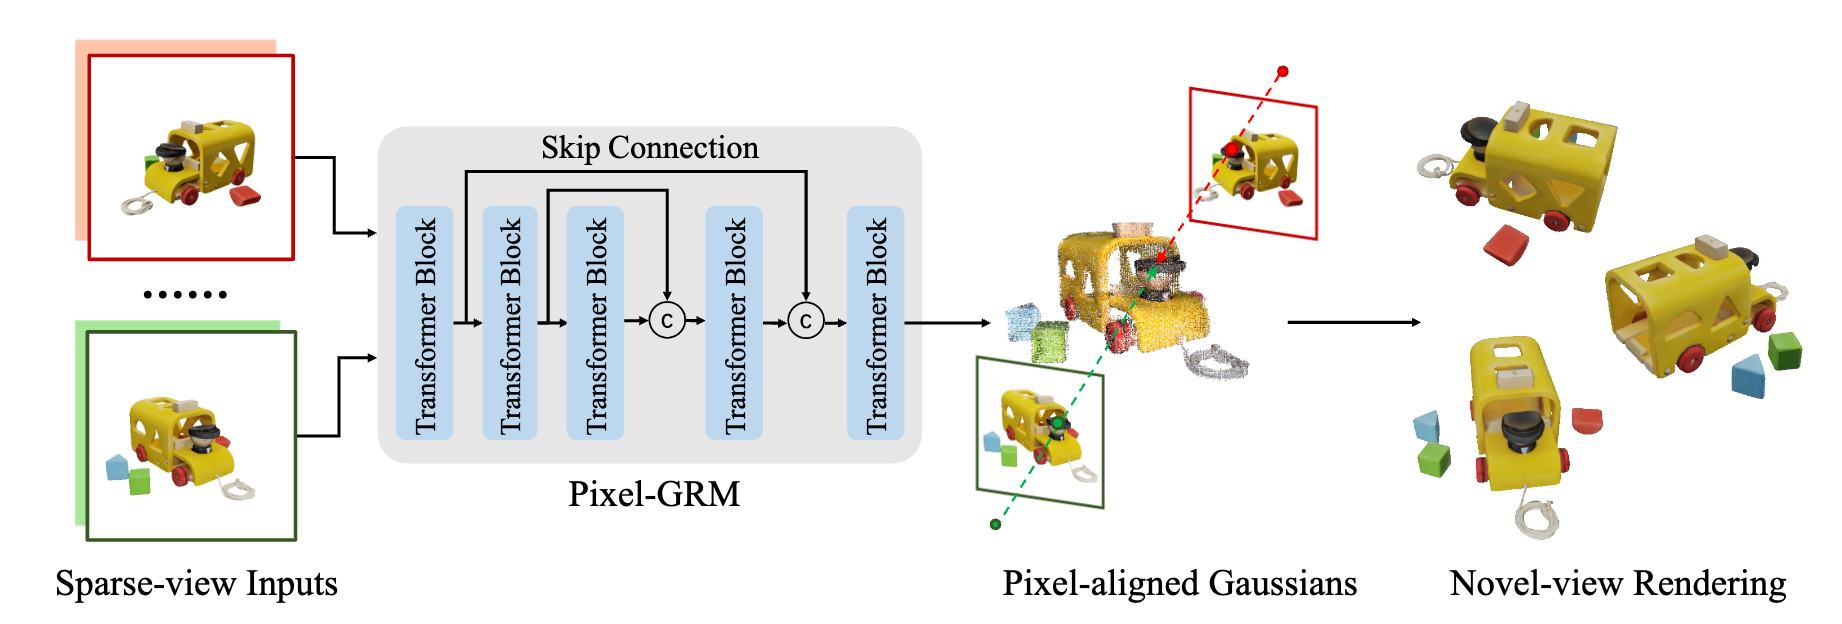 Skip Connection
Transformer Block
Transformer Block
Transformer Block
C
Transformer Block
C
Transformer Block
Pixel-GRM
Sparse-view Inputs
Pixel-aligned Gaussians
Novel-view Rendering